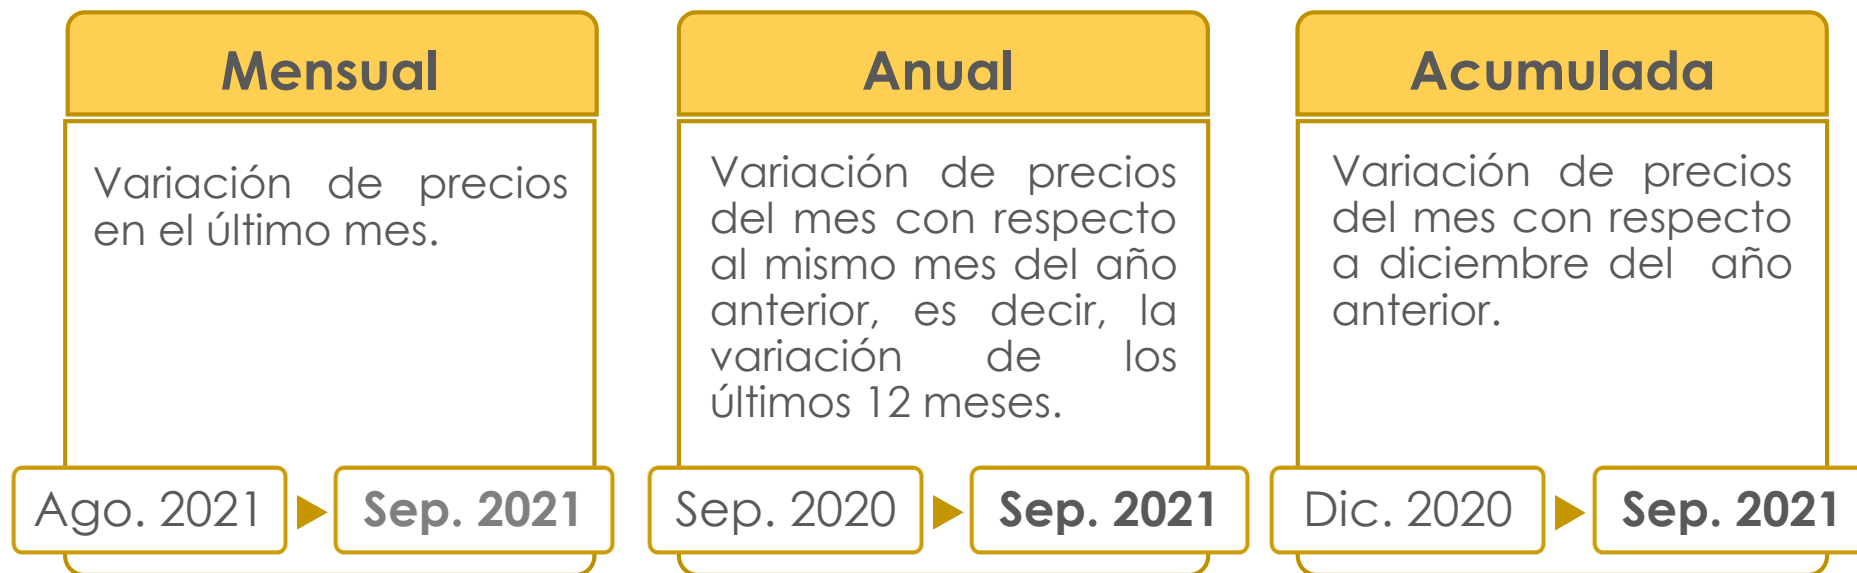 Mensual
Variación de precios
en el último mes.
Ago. 2021
Sep. 2021
Anual
Variación de precios
del mes con respecto
al mismo mes del año
anterior, es decir, la
variación de los
últimos 12 meses.
Sep. 2020
Sep. 2021
Acumulada
Variación de precios
del mes con respecto
a diciembre del año
anterior.
Dic. 2020
Sep. 2021